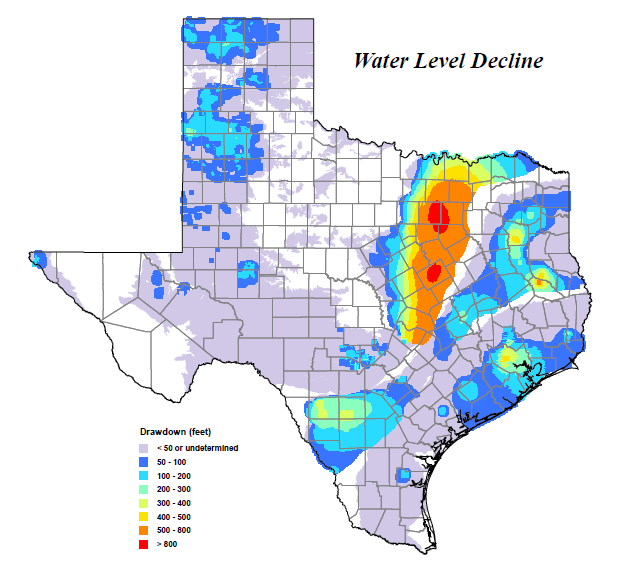 Water Level Decline
Drawdown (feet)
< 50 or undetermined
50 - 100
100 - 200
200 - 300
300 - 400
400 - 500
500 - 800
> 800